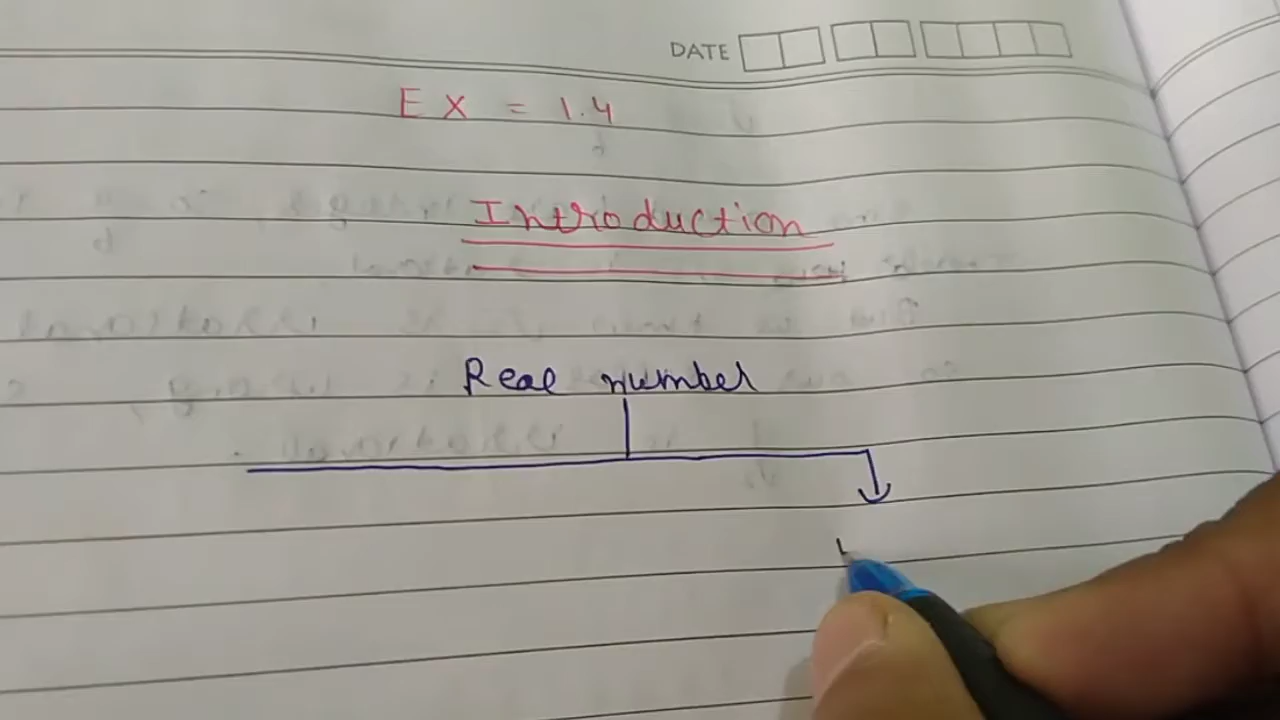 DATE
EX = 1.4
Introduction
Real number